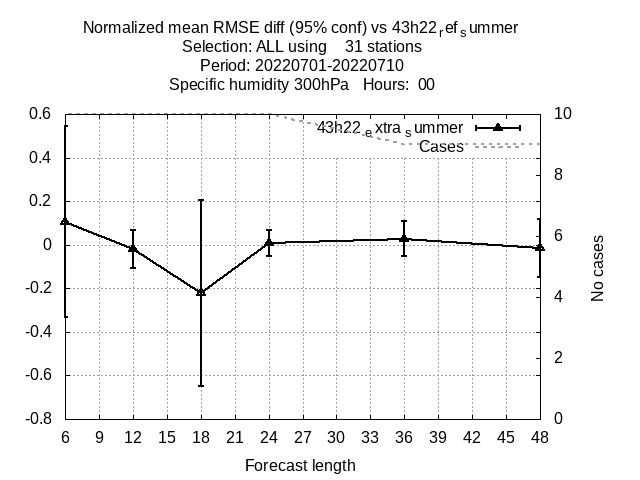 Normalized mean RMSE diff (95% conf) vs 43h22refsummer
Selection: ALL using 31 stations
Period: 20220701-20220710
Specific humidity 300hPa Hours: 00
0.6
0.4
0.2
0
-0.2
-0.4
-0.6
-0.8
43h22extrasummer
Cases
10
8
6
4
2
0
No cases
6 9 12 15 18 21 24 27 30 33 36 39 42 45 48
Forecast length